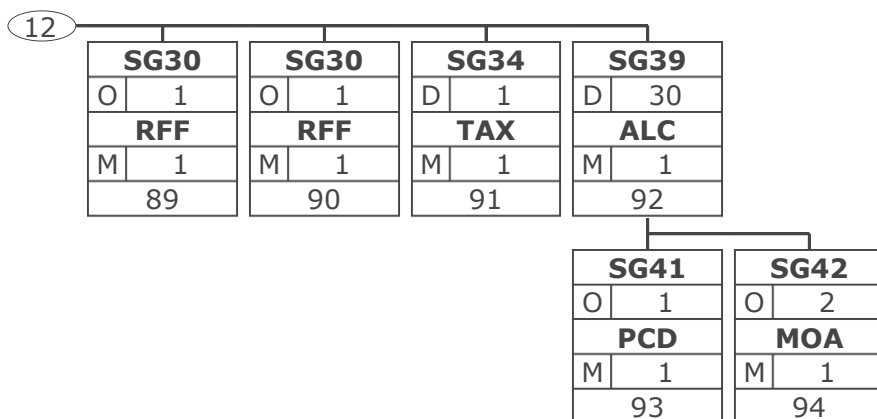 12
SG30 SG30 SG34 SG39
O 1 O 1 D 1 D 30
RFF RFF TAX ALC
M 1 M 1 M 1 M 1
89 90 91 92
SG41 SG42
O 1 O 2
PCD MOA
M 1 M 1
93 94